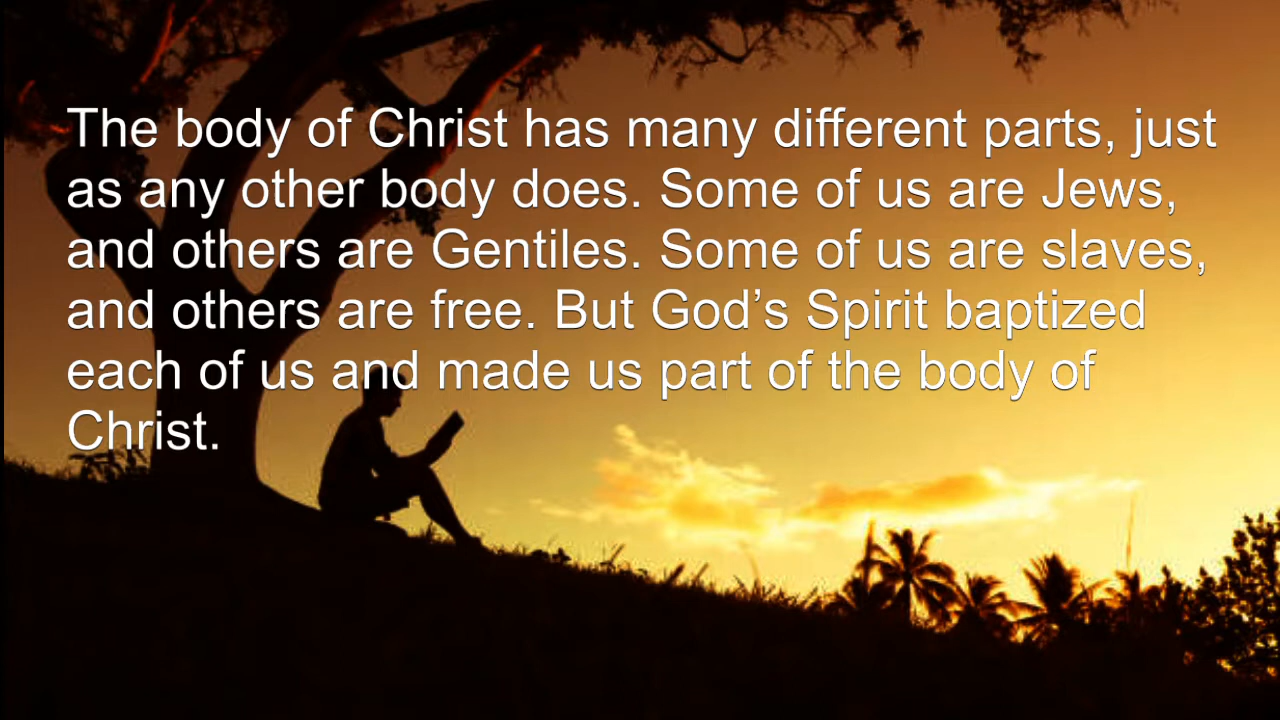 The body of Christ has many different parts, just
as any other body does. Some of us are Jews,
and others are Gentiles. Some of us are slaves,
and others are free. But God’s Spirit baptized
each of us and made us part of the body of
Christ.